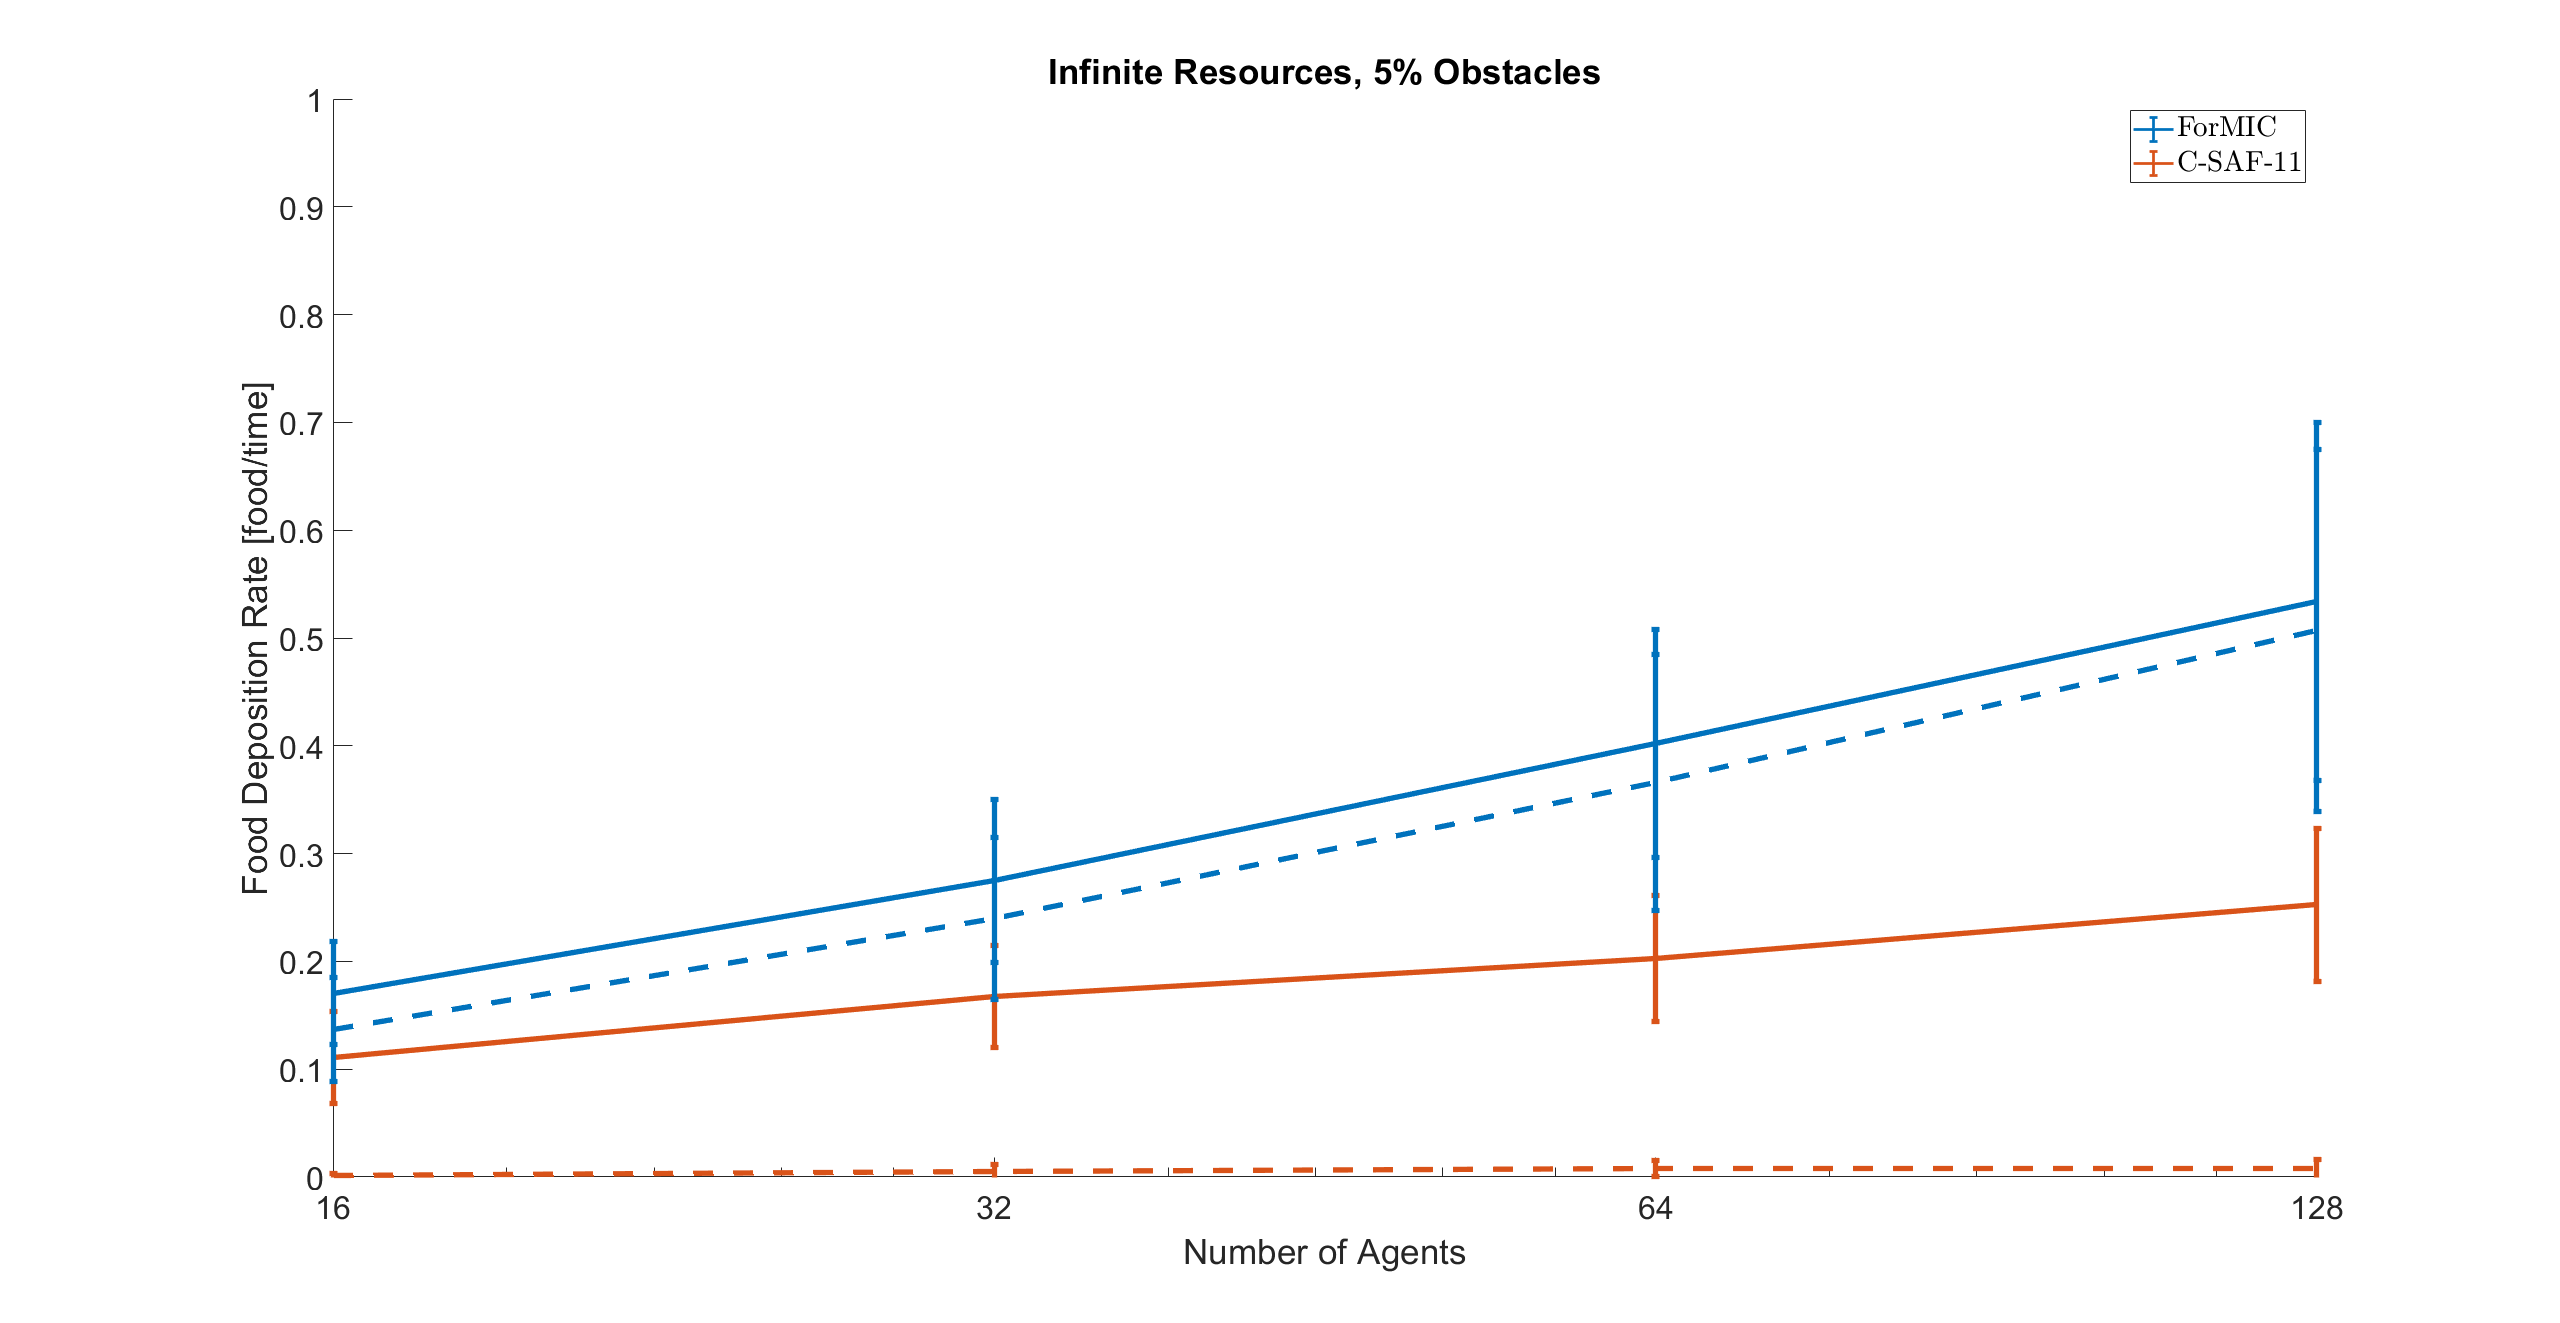 Infinite Resources, 5% Obstacles
ForMIC
C-SAF-11
Food Deposition Rate [food/time]
1
0.9
0.8
0.7
0.6
0.5
0.4
0.3
0.2
0.1
0
16 32 64 128
Number of Agents